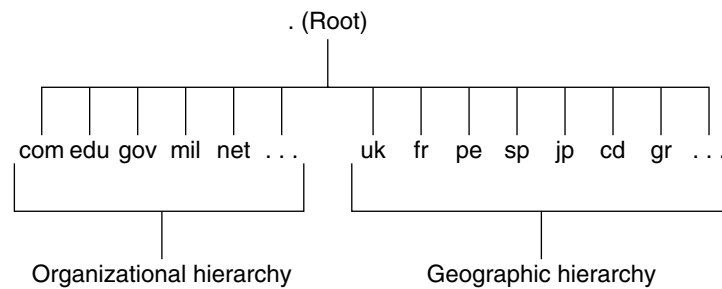 . (Root)
com edu gov mil net . . . uk fr pe sp jp cd gr . . .
Organizational hierarchy Geographic hierarchy